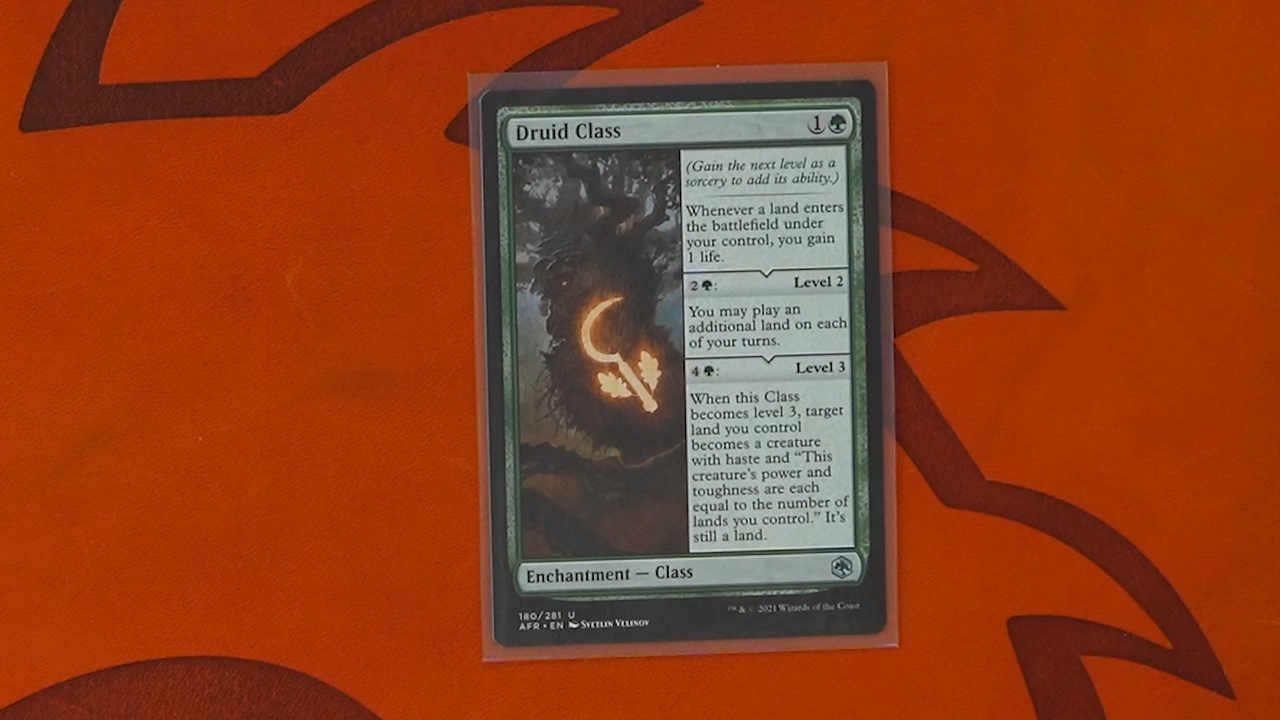 Druid Class 1
(Gain the next level as a
sorcery to add its ability.)
Whenever a land enters
the battlefield under
your control, you gain
1 life.
2 : Level 2
You may play an
additional land on each
of your turns.
4 : Level 3
When this Class
becomes level 3, target
land you control
becomes a creature
with haste and “This
creature’s power and
toughness are each
equal to the number of
lands you control.” It’s
still a land.
Enchantment — Class
180/281 U
AFR • EN Svetlin Velinov
™ & © 2021 Wizards of the Coast